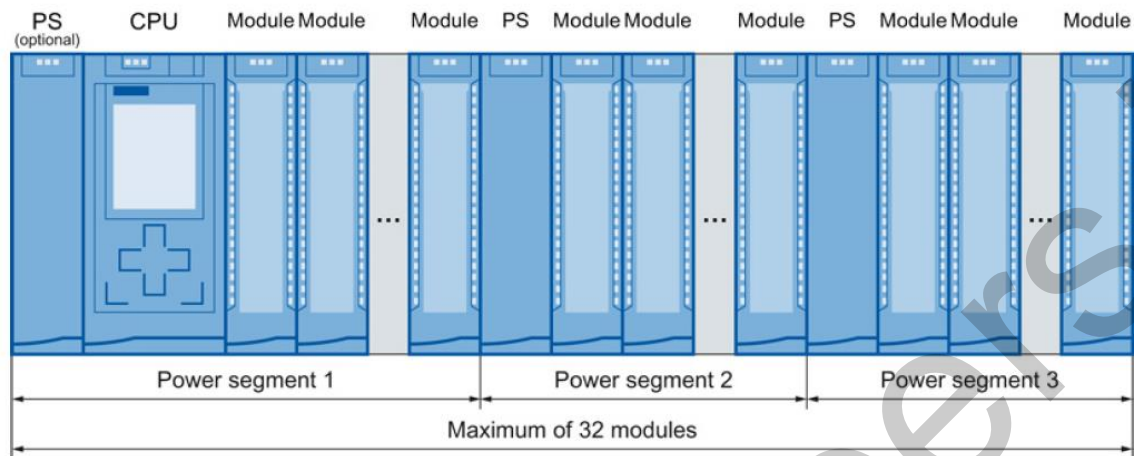 PS CPU Module Module Module PS Module Module Module PS Module Module Module
(optional)
... ... ...
Power segment 1 Power segment 2 Power segment 3
Maximum of 32 modules